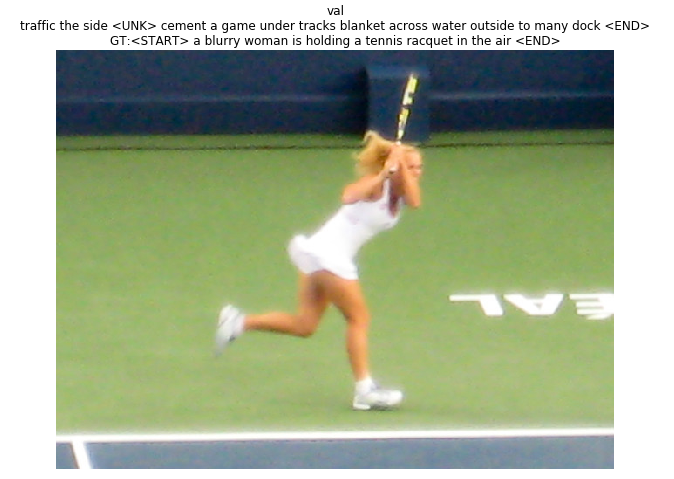 val
traffic the side <UNK> cement a game under tracks blanket across water outside to many dock <END>
GT:<START> a blurry woman is holding a tennis racquet in the air <END>
EAL